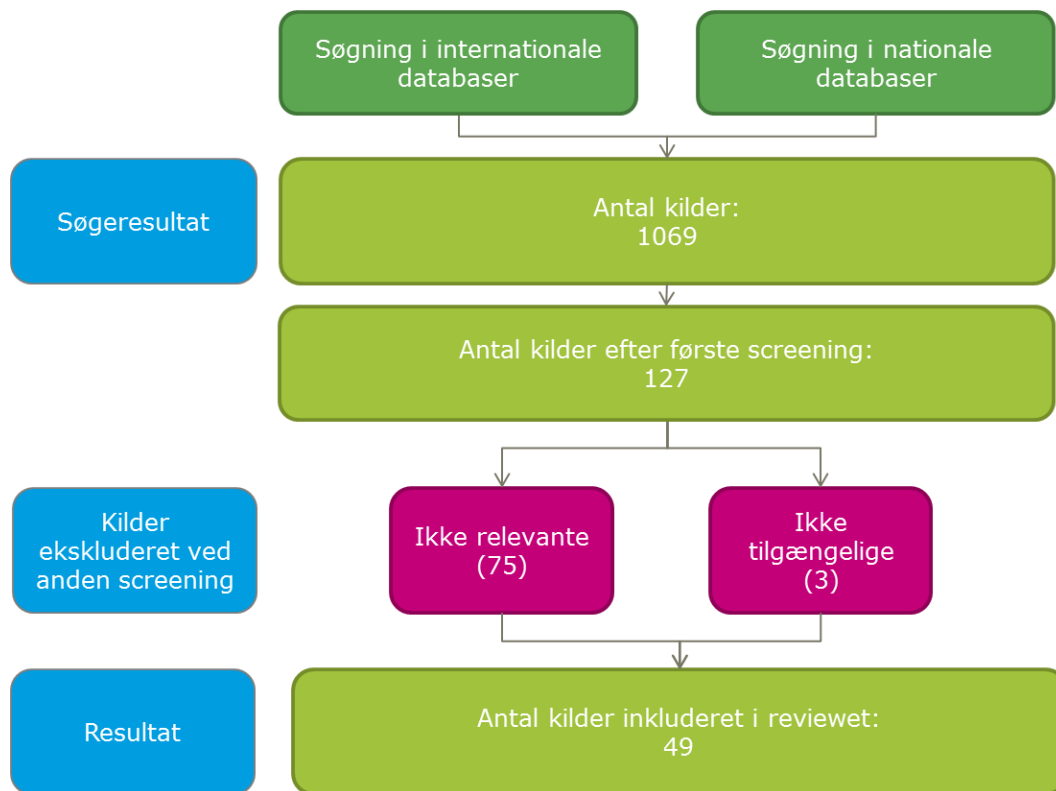 Søgning i internationale
databaser
Søgning i nationale
databaser
Søgeresultat
Antal kilder:
1069
Antal kilder efter første screening:
127
Kilder
ekskluderet ved
anden screening
Ikke relevante
(75)
Ikke
tilgængelige
(3)
Resultat
Antal kilder inkluderet i reviewet:
49